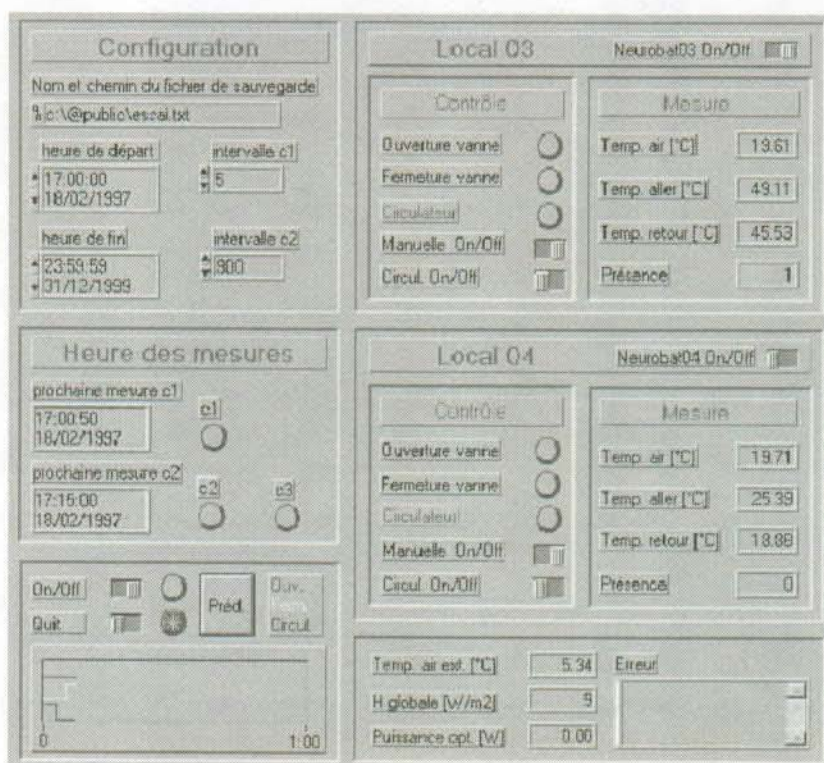 Configuration
Nom et chemin du fichier de sauvegarde
c:\@public\essai.txt
heure de départ
intervalle c1
17:00:00
18/02/1997
5
heure de fin
intervalle c2
23:59:59
31/12/1999
900
Heure des mesures
prochaine mesure c1
17:00:50
18/02/1997
c1
prochaine mesure c2
17:15:00
18/02/1997
c2
c3
On/Off
Quit
Préd.
Ouv.
Circul.
0
1:00
Local 03
Neurobat03 On/Off
Contrôle
Ouverture vanne
Fermeture vanne
Circulateur
Manuelle On/Off
Circul. On/Off
Mesure
Temp. air [°C] 19.61
Temp. aller [°C] 49.11
Temp. retour [°C] 45.53
Présence 1
Local 04
Neurobat04 On/Off
Contrôle
Ouverture vanne
Fermeture vanne
Circulateur
Manuelle On/Off
Circul. On/Off
Mesure
Temp. air [°C] 19.71
Temp. aller [°C] 25.39
Temp. retour [°C] 18.88
Présence 0
Temp. air ext. [°C] 5.34
H globale [W/m2] 9
Puissance opt. [W] 0.00
Erreur